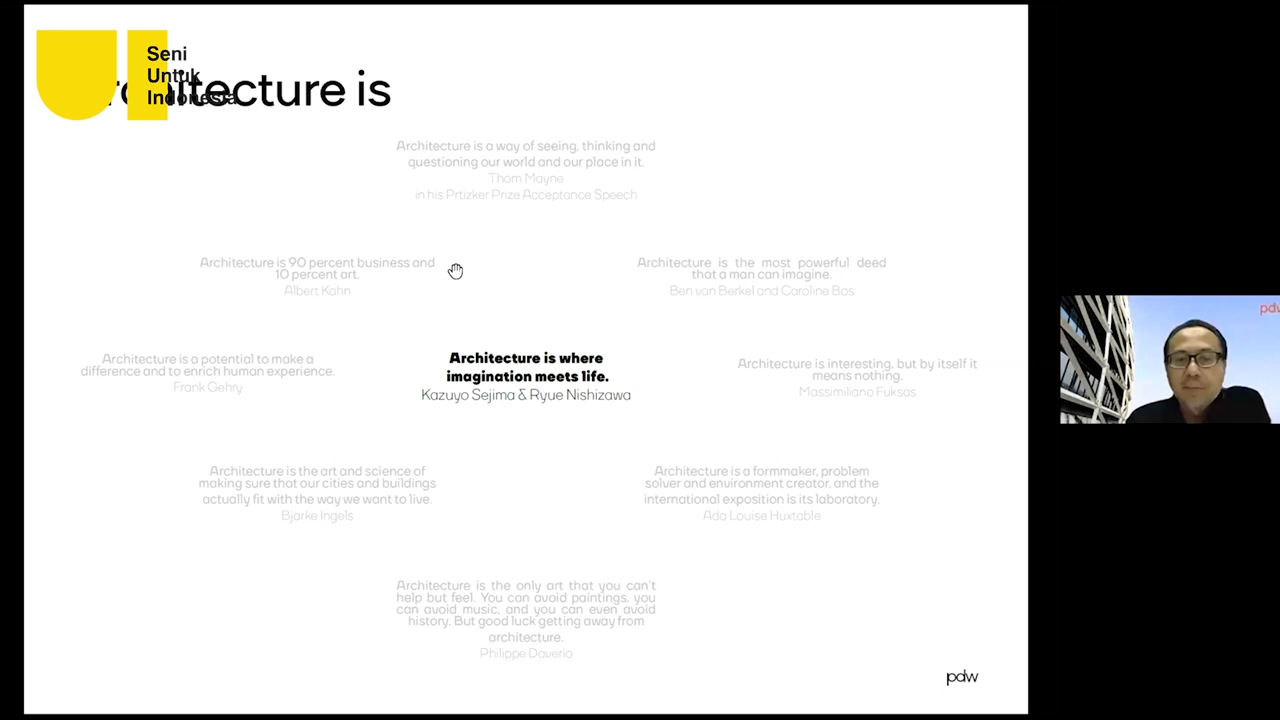 Seni
Untuk
Indonesia
Architecture is
Architecture is a way of seeing, thinking and
questioning our world and our place in it.
Thom Mayne
in his Prtizker Prize Acceptance Speech
Architecture is 90 percent business and
10 percent art.
Albert Kahn
Architecture is the most powerful deed
that a man can imagine.
Ben van Berkel and Caroline Bos
Architecture is a potential to make a
difference and to enrich human experience.
Frank Gehry
Architecture is where
imagination meets life.
Kazuyo Sejima & Ryue Nishizawa
Architecture is interesting, but by itself it
means nothing.
Massimiliano Fuksas
Architecture is the art and science of
making sure that our cities and buildings
actually fit with the way we want to live.
Bjarke Ingels
Architecture is a formmaker, problem
solver and environment creator, and the
international exposition is its laboratory.
Ada Louise Huxtable
Architecture is the only art that you can't
help but feel. You can avoid paintings, you
can avoid music, and you can even avoid
history. But good luck getting away from
architecture.
Philippe Daverio
pdw
pdw